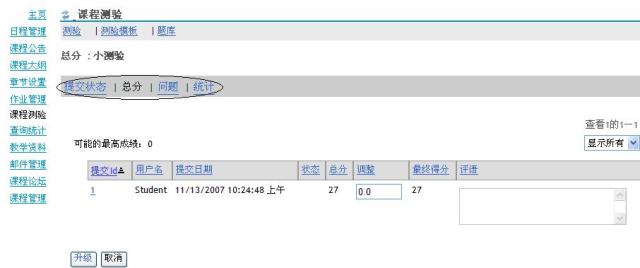 主页
日程管理
课程公告
课程大纲
章节设置
作业管理
课程测验
查询统计
教学资料
邮件管理
课程论坛
课程管理
课程测验
测验 | 测验模板 | 题库
总分 :小测验
提交状态 | 总分 | 问题 | 统计
查看1的1—1
可能的最高成绩: 0
显示所有
提交Id 用户名 提交日期 状态 总分 调整 最终得分 评语
1 Student 11/13/2007 10:24:48 上午 27 0.0 27
升级 取消